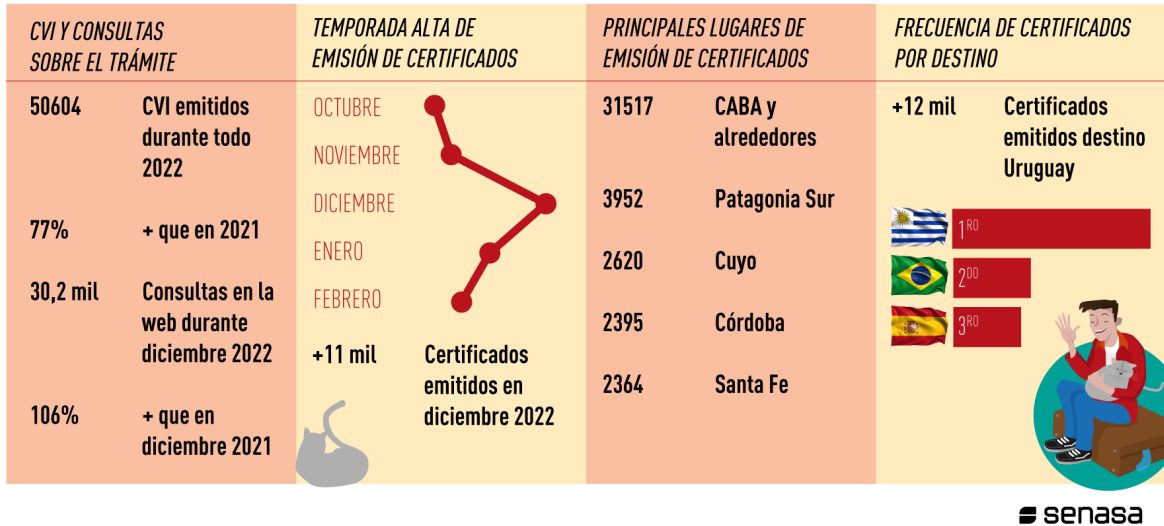 CVI Y CONSULTAS
SOBRE EL TRÁMITE
50604 CVI emitidos
durante todo
2022
77% + que en 2021
30,2 mil Consultas en la
web durante
diciembre 2022
106% + que en
diciembre 2021
TEMPORADA ALTA DE
EMISIÓN DE CERTIFICADOS
OCTUBRE
NOVIEMBRE
DICIEMBRE
ENERO
FEBRERO
+11 mil Certificados
emitidos en
diciembre 2022
PRINCIPALES LUGARES DE
EMISIÓN DE CERTIFICADOS
31517 CABA y
alrededores
3952 Patagonia Sur
2620 Cuyo
2395 Córdoba
2364 Santa Fe
FRECUENCIA DE CERTIFICADOS
POR DESTINO
+12 mil Certificados
emitidos destino
Uruguay
1RO
2DO
3RO
senasa